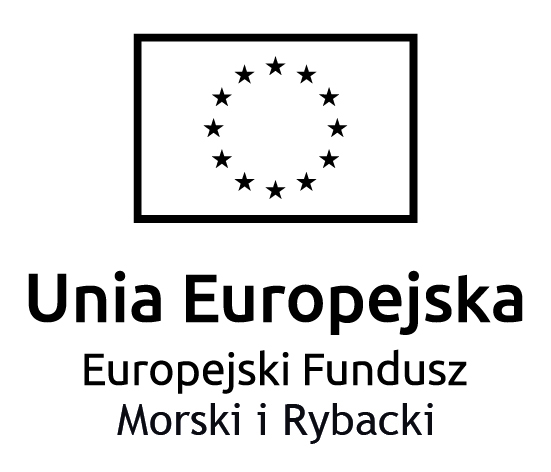 Unia Europejska
Europejski Fundusz
Morski i Rybacki